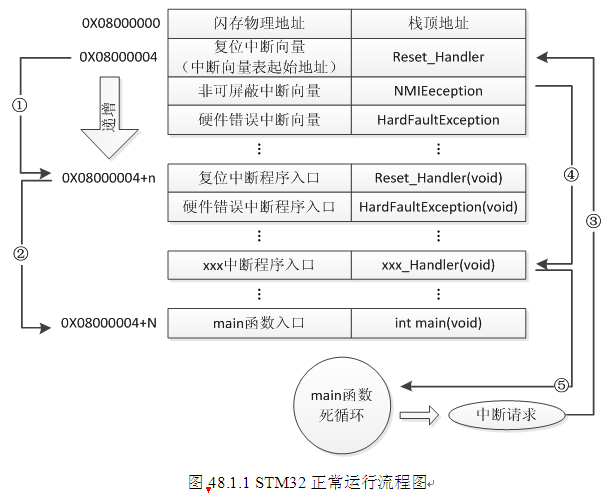 0X08000000 闪存物理地址 栈顶地址
0X08000004 复位中断向量
（中断向量表起始地址） Reset_Handler
① 递增 非可屏蔽中断向量 NMIEeception
硬件错误中断向量 HardFaultException
⋮ ⋮
0X08000004+n 复位中断程序入口 Reset_Handler(void) ④
硬件错误中断程序入口 HardFaultException(void) ③
② ⋮ ⋮
xxx中断程序入口 xxx_Handler(void)
⋮ ⋮
0X08000004+N main函数入口 int main(void)
⑤
main函数
死循环
中断请求
图 48.1.1 STM32 正常运行流程图